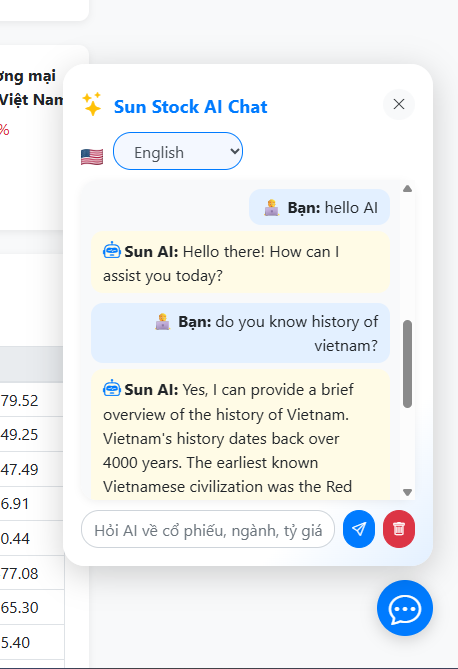 ơng mại
Việt Nam
%
Sun Stock AI Chat
English
Bạn: hello AI
Sun AI: Hello there! How can I
assist you today?
Bạn: do you know history of
vietnam?
Sun AI: Yes, I can provide a brief
overview of the history of Vietnam.
Vietnam's history dates back over
4000 years. The earliest known
Vietnamese civilization was the Red
Hỏi AI về cổ phiếu, ngành, tỷ giá
79.52
49.25
47.49
6.91
0.44
77.08
65.30
5.40